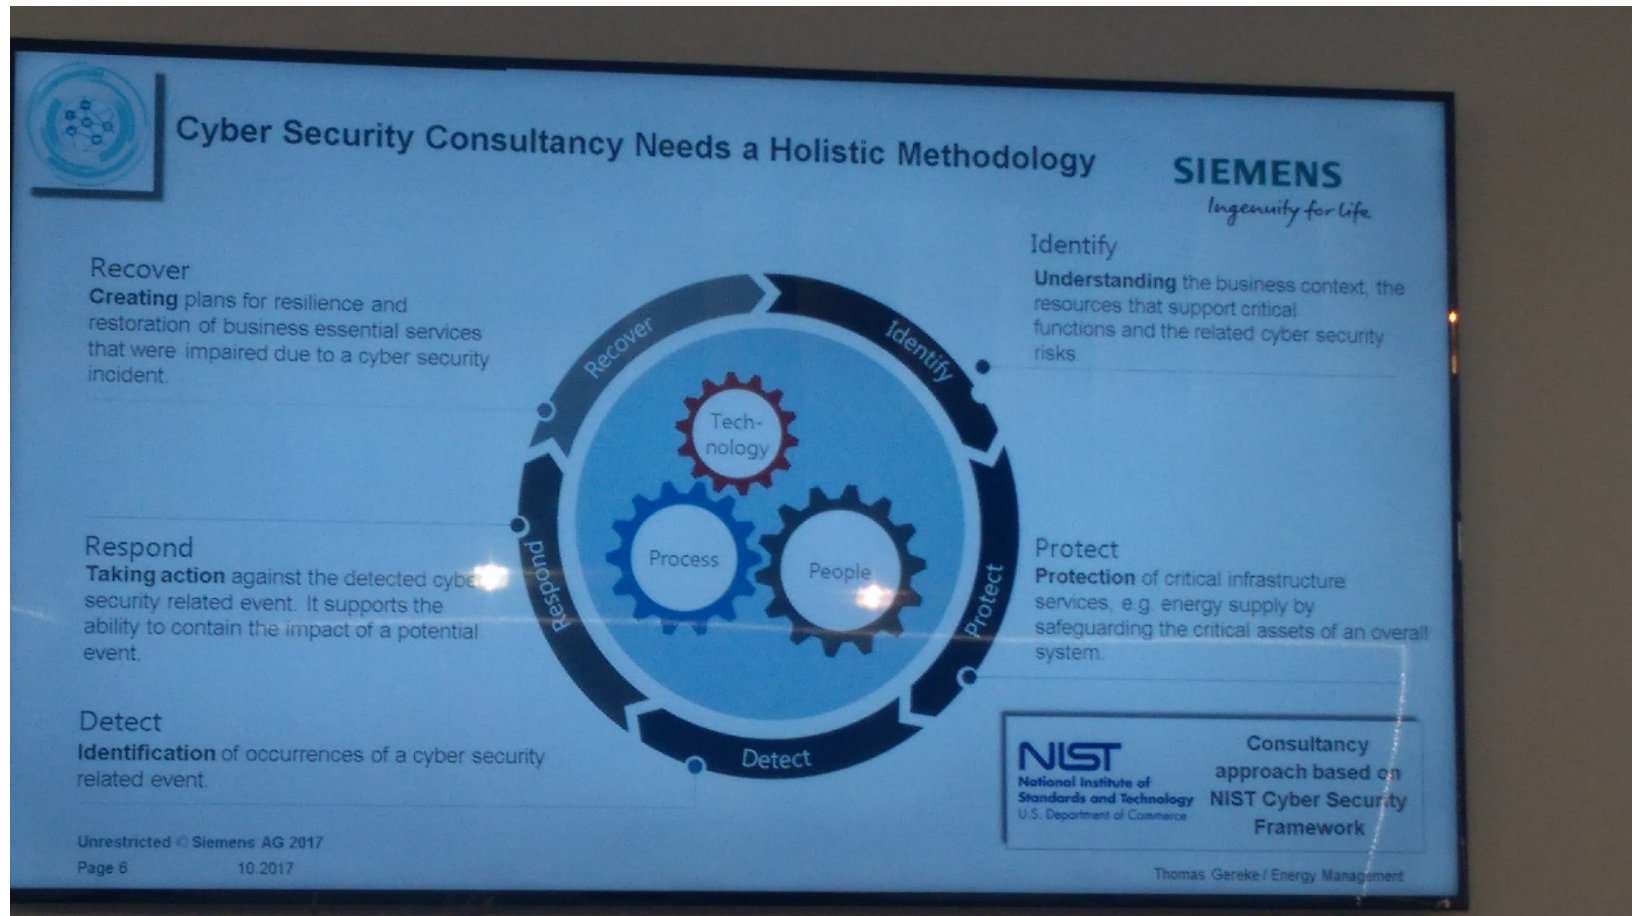 Cyber Security Consultancy Needs a Holistic Methodology
SIEMENS
Ingenuity for life
Recover
Creating plans for resilience and
restoration of business essential services
that were impaired due to a cyber security
incident.
Identify
Understanding the business context, the
resources that support critical
functions and the related cyber security
risks.
Recover
Identify
Tech-
nology
Process
People
Respond
Protect
Detect
Respond
Taking action against the detected cyber
security related event. It supports the
ability to contain the impact of a potential
event.
Protect
Protection of critical infrastructure
services, e.g. energy supply by
safeguarding the critical assets of an overall
system.
Detect
Identification of occurrences of a cyber security
related event.
NIST
National Institute of
Standards and Technology
U.S. Department of Commerce
Consultancy
approach based on
NIST Cyber Security
Framework
Unrestricted © Siemens AG 2017
Page 6 10.2017
Thomas Gereke / Energy Management